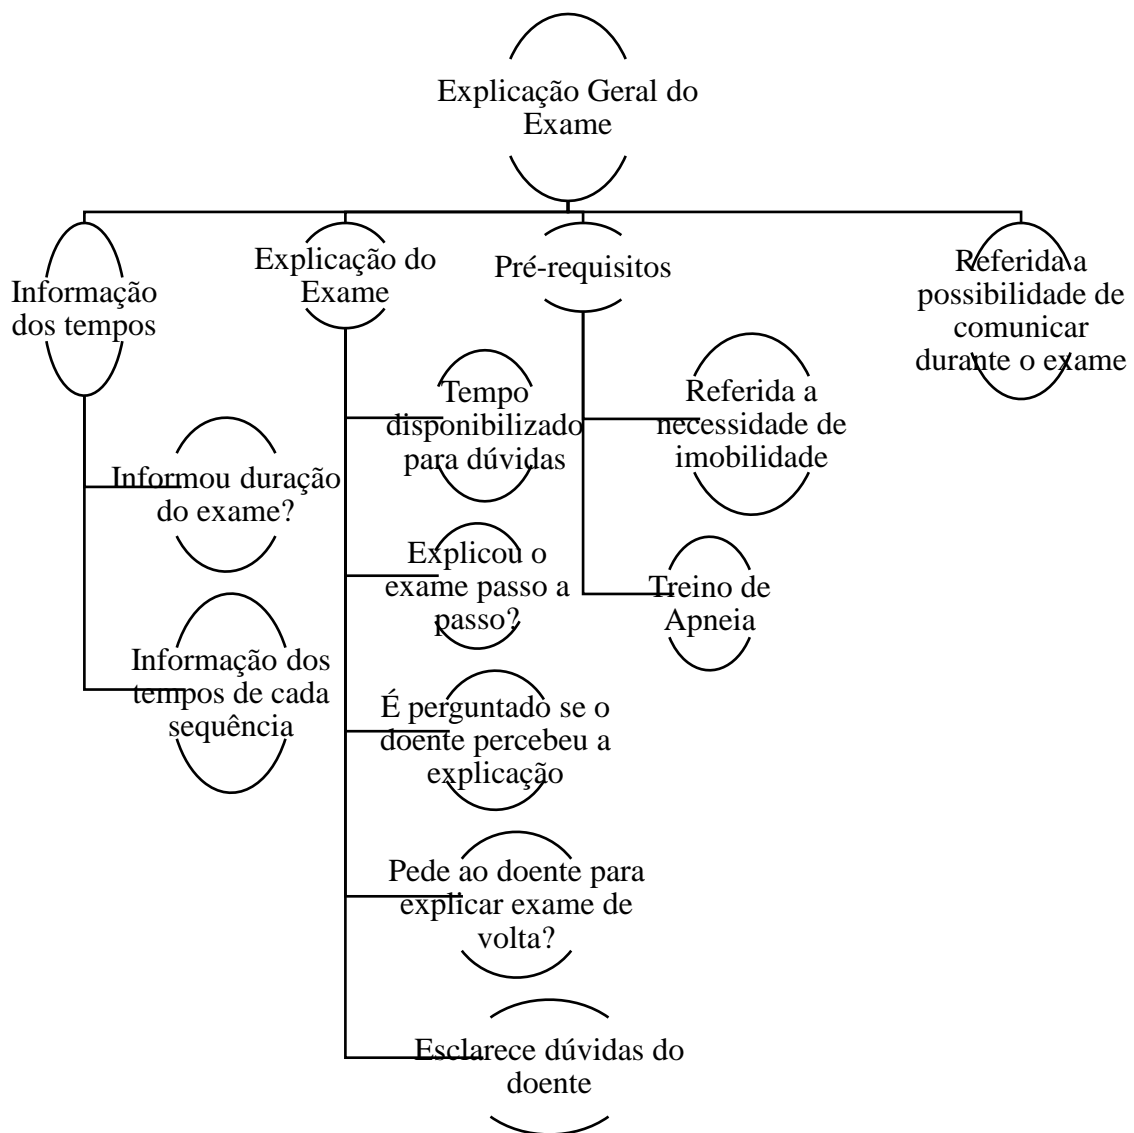 Explicação Geral do
Exame
Informação
dos tempos
Informou duração
do exame?
Informação dos
tempos de cada
sequência
Explicação do
Exame
Tempo
disponibilizado
para dúvidas
Explicou o
exame passo a
passo?
É perguntado se o
doente percebeu a
explicação
Pede ao doente para
explicar exame de
volta?
Esclarece dúvidas do
doente
Pré-requisitos
Referida a
necessidade de
imobilidade
Treino de
Apneia
Referida a
possibilidade de
comunicar
durante o exame